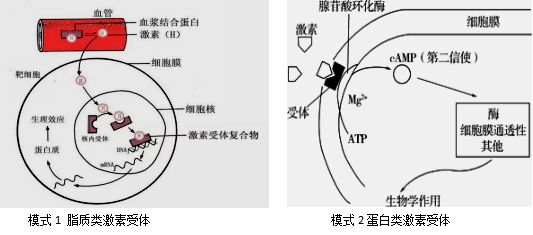 血管
血浆结合蛋白
激素（H）
H
H
H
H
H
靶细胞
细胞膜
细胞核
生理效应
核内受体
激素受体复合物
DNA
蛋白质
mRNA
模式1 脂质类激素受体
腺苷酸环化酶
细胞膜
激素
cAMP（第二信使）
受体
Mg²⁺
ATP
酶
细胞膜通透性
其他
生物学作用
模式2蛋白类激素受体